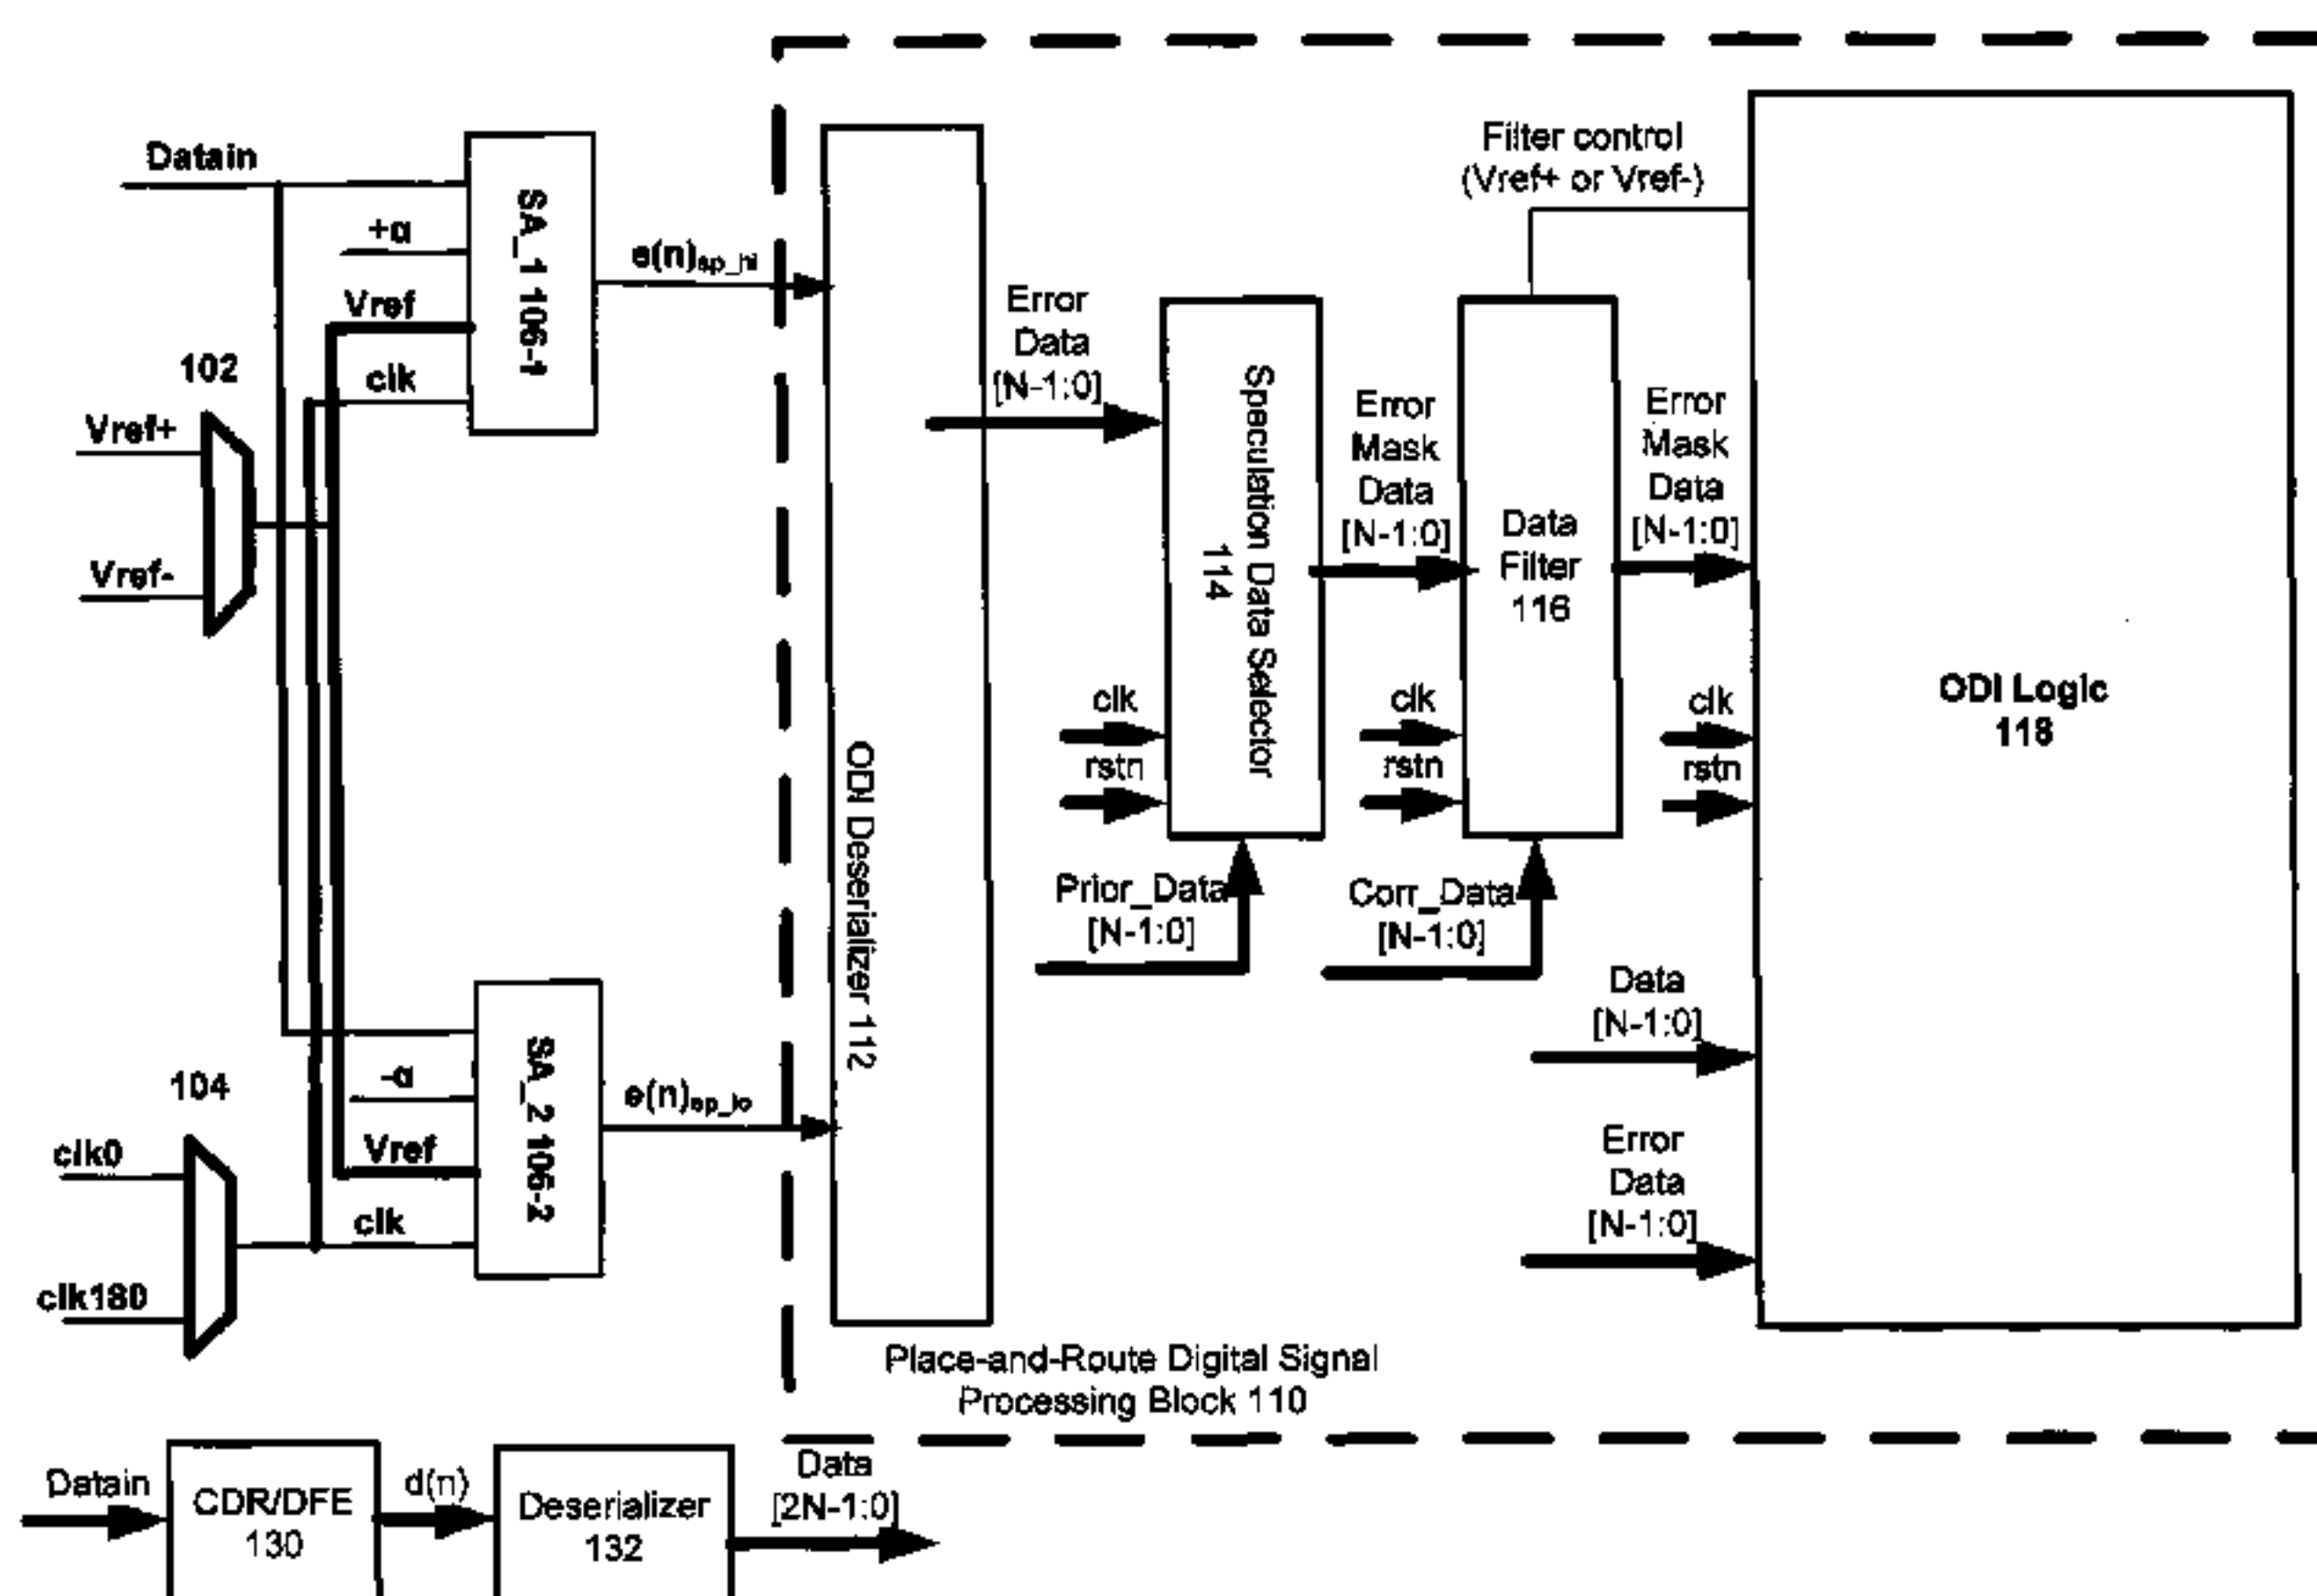 Datain
+α
Vref
clk
SA_1 106-1
e(n)sp_hi
102
Vref+
Vref-
104
clk0
clk180
-α
Vref
clk
SA_2 106-2
e(n)sp_lo
ODI Deserializer 112
Error
Data
[N-1:0]
Speculation Data Selector
114
clk
rstn
Prior_Data
[N-1:0]
Error
Mask
Data
[N-1:0]
Filter control
(Vref+ or Vref-)
Data
Filter
116
clk
rstn
Corr_Data
[N-1:0]
Error
Mask
Data
[N-1:0]
clk
rstn
Data
[N-1:0]
Error
Data
[N-1:0]
ODI Logic
118
Place-and-Route Digital Signal
Processing Block 110
Datain
CDR/DFE
130
d(n)
Deserializer
132
Data
[2N-1:0]